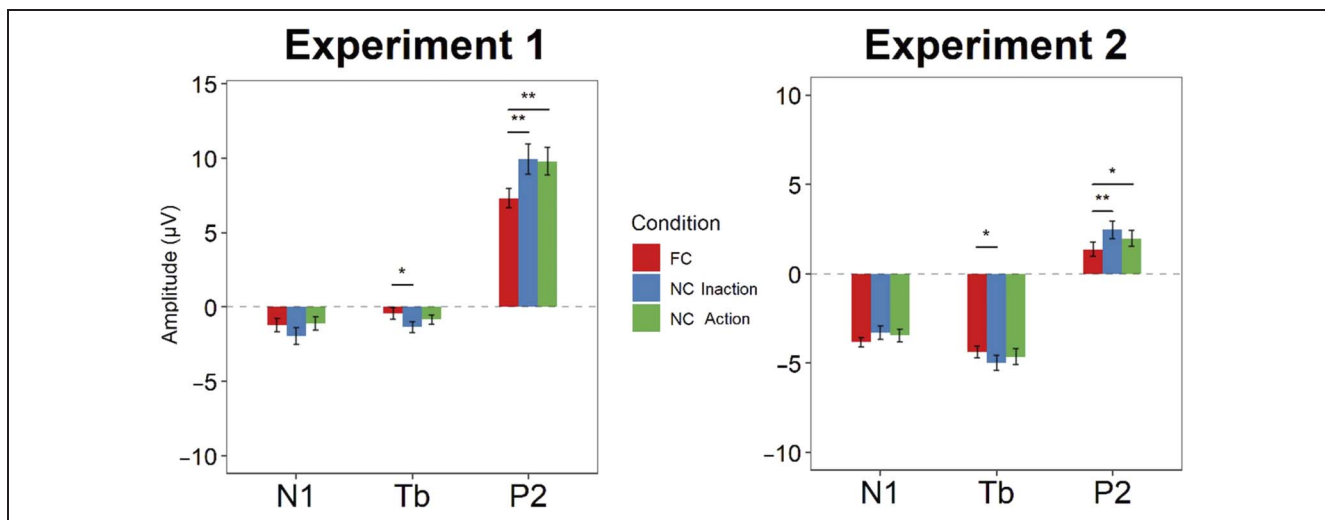 Experiment 1
Experiment 2
Amplitude (µV)
15
10
5
0
−5
−10
**
**
*
N1 Tb P2
Condition
FC
NC Inaction
NC Action
10
5
0
−5
−10
*
**
*
N1 Tb P2